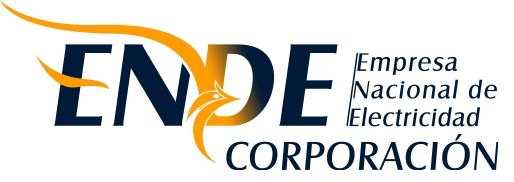 ENDE
Empresa
Nacional de
Electricidad
CORPORACIÓN